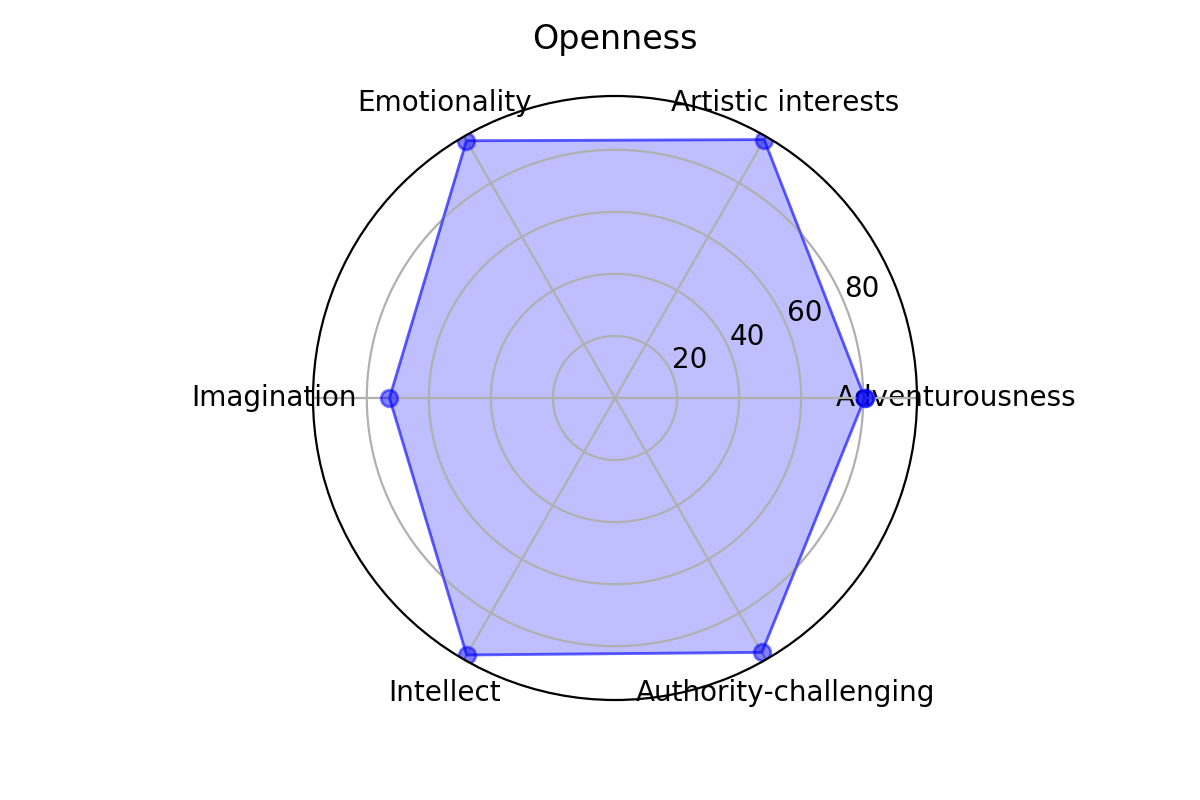 Openness
Emotionality
Artistic interests
80
60
40
20
Imagination
Adventurousness
Intellect
Authority-challenging